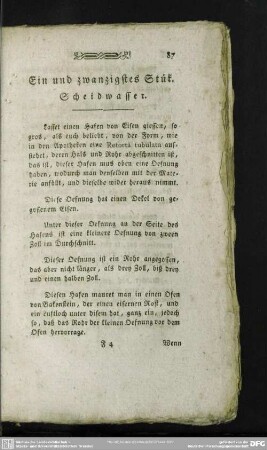 87
Ein und zwanzigstes Stük.
Scheidwasser.
Lasset einen Hafen von Eisen giessen, so
gros, als euch beliebt, von der Form, wie
in den Apotheken eine Retorta tubulata aus-
siehet, deren Hals und Rohr abgeschnitten ist,
das ist, dieser Hafen mus oben eine Oefnung
haben, wodurch man denselben mit der Mate-
rie anfült, und dieselbe wider heraus nimmt.
Diese Oefnung hat einen Dekel von ge-
gossenem Eisen.
Unter dieser Oefnung an der Seite des
Hafens ist eine kleinere Oefnung von zween
Zoll im Durchschnitt.
Dieser Oefnung ist ein Rohr angegossen,
das aber nicht länger, als drey Zoll, bis drey
und einen halben Zoll.
Diesen Hafen mauret man in einen Ofen
von Bakenstein, der einen eisernen Rost, und
ein Luftloch unter disem hat, ganz ein, jedoch
so, daß das Rohr der kleinen Oefnung vor dem
Ofen hervorrage.
F 4 Wenn